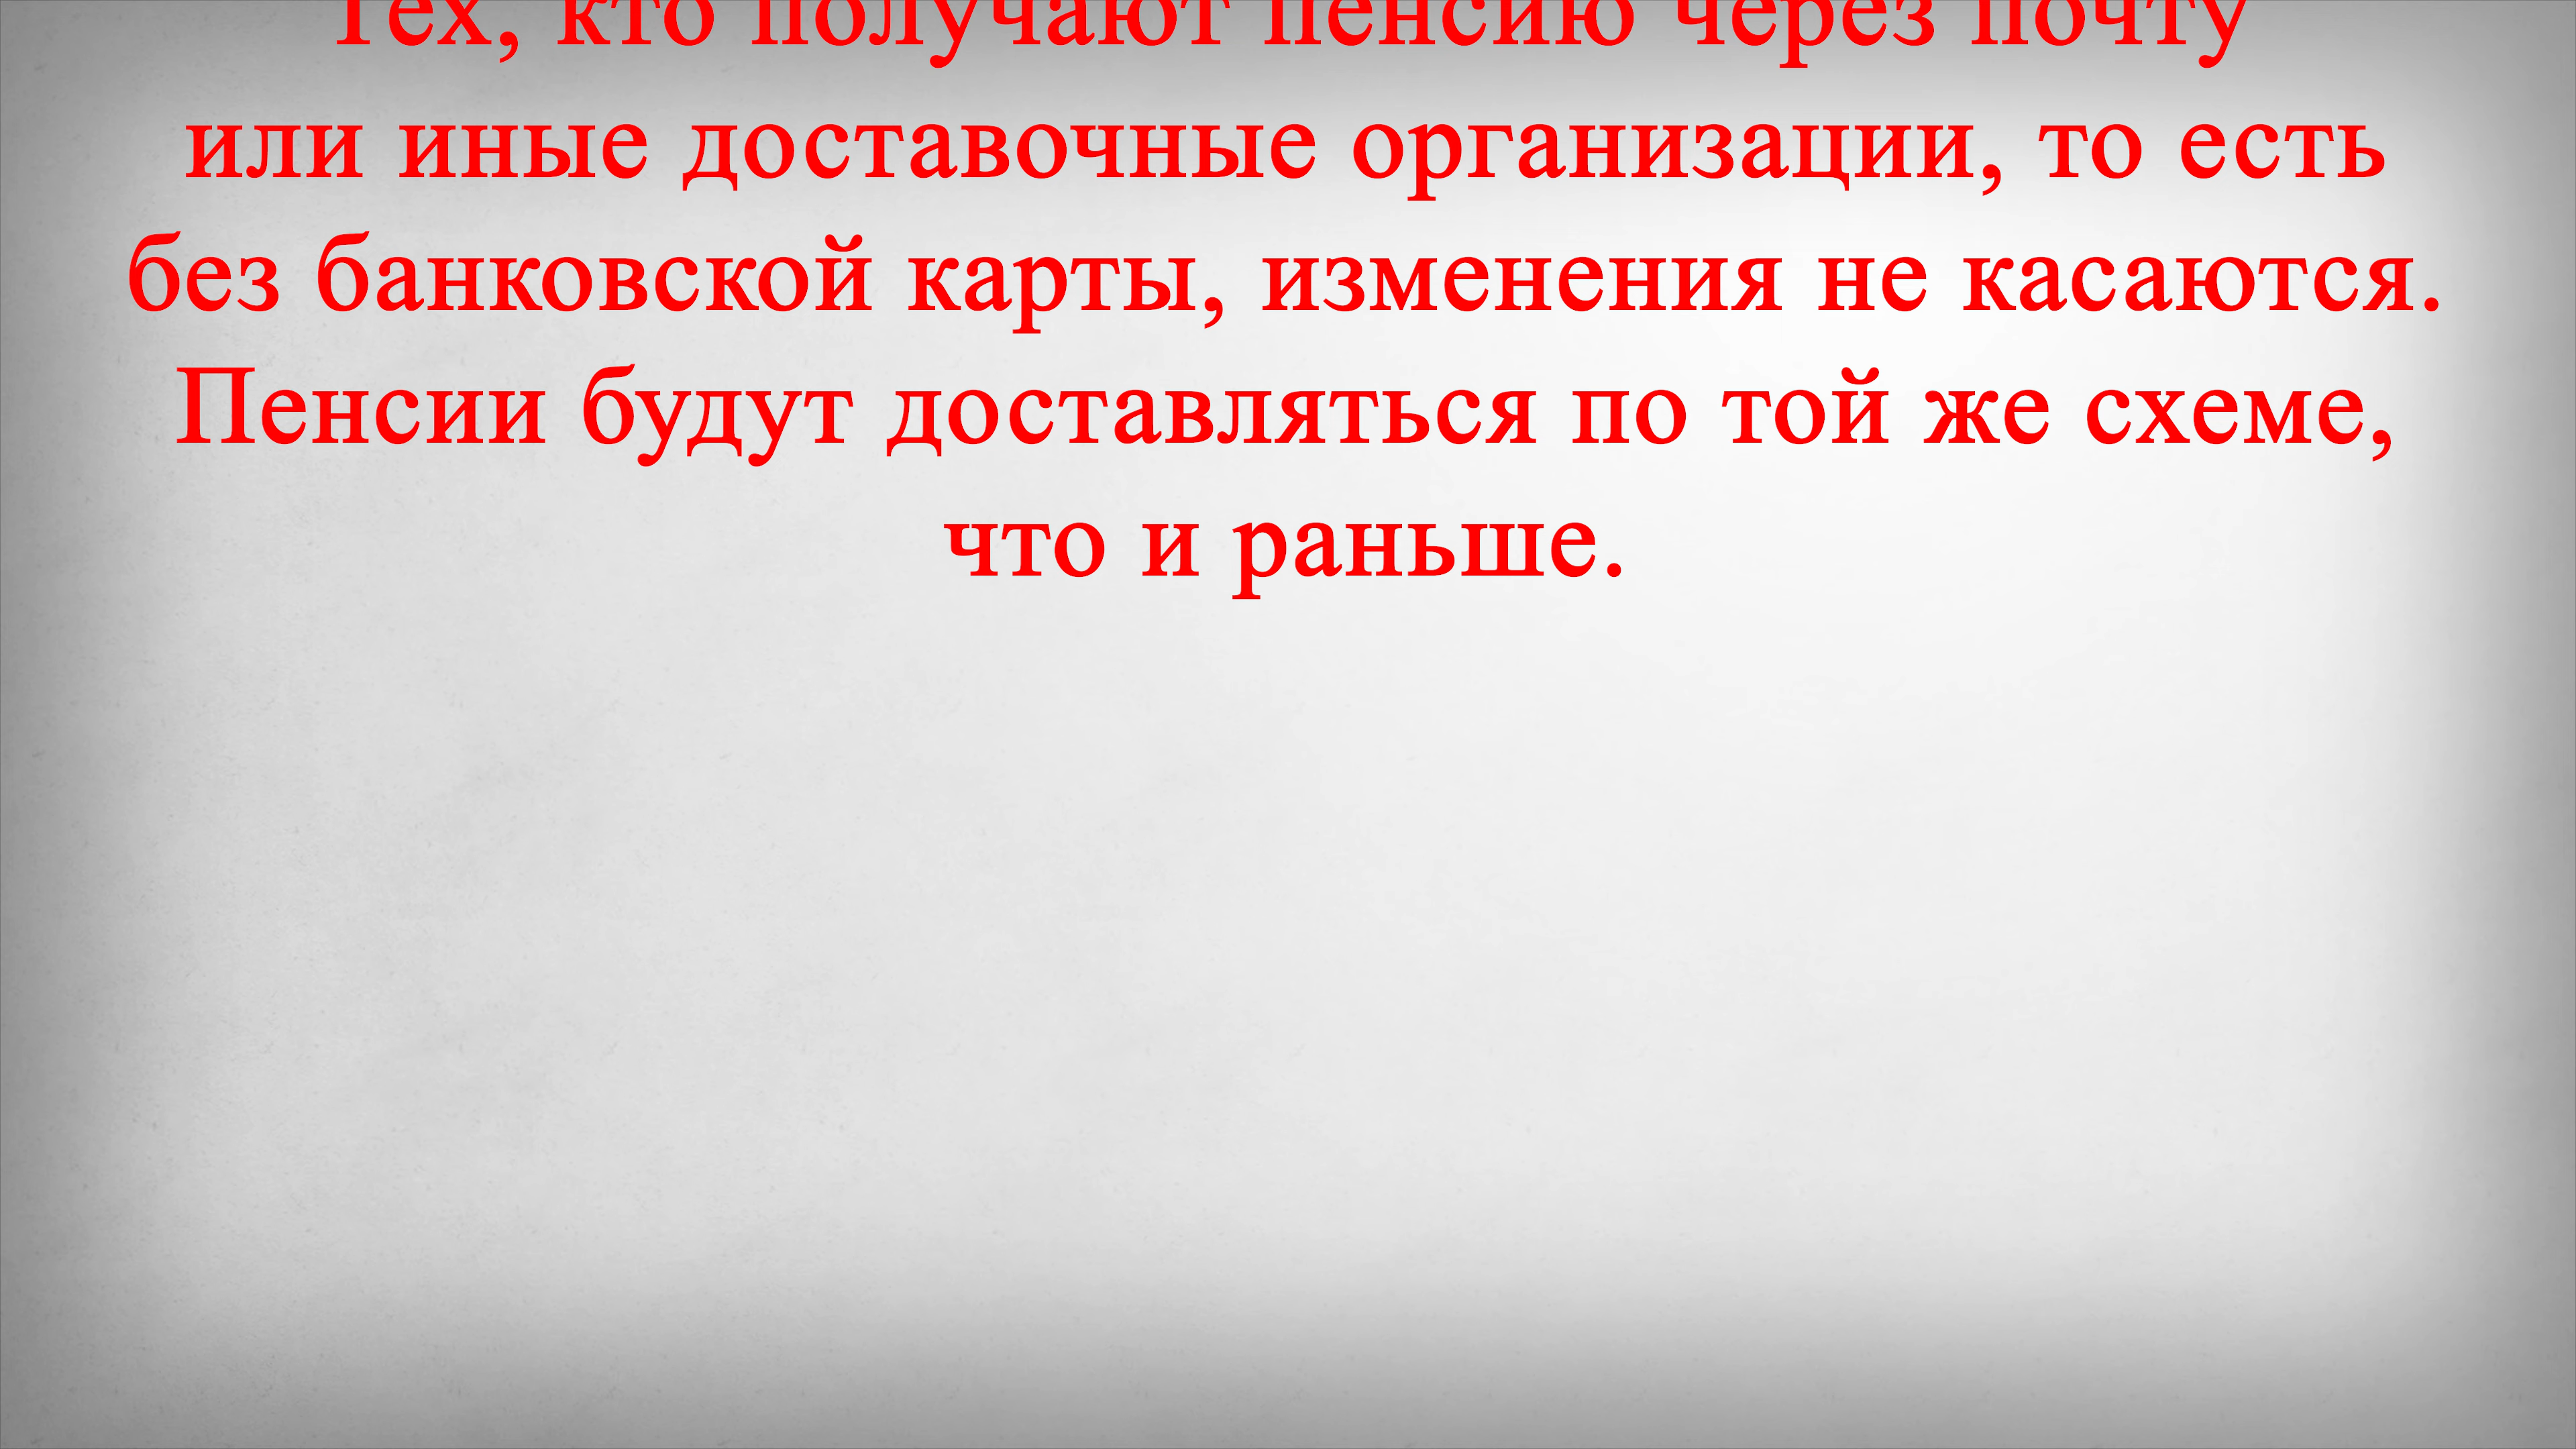 Тех, кто получают пенсию через почту
или иные доставочные организации, то есть
без банковской карты, изменения не касаются.
Пенсии будут доставляться по той же схеме,
что и раньше.